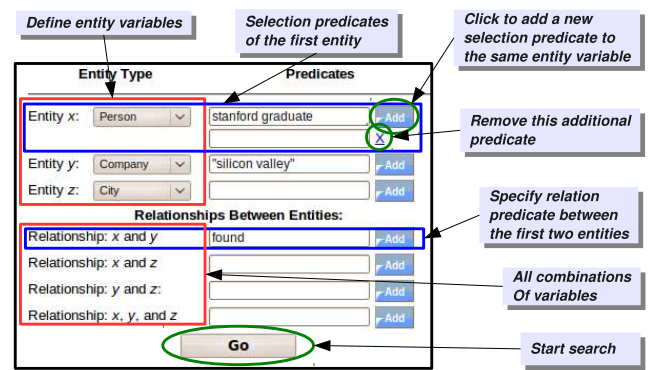 Define entity variables
Selection predicates
of the first entity
Click to add a new
selection predicate to
the same entity variable
Entity Type Predicates
Entity x: Person stanford graduate Add
X
Remove this additional
predicate
Entity y: Company "silicon valley" Add
Entity z: City Add
Specify relation
predicate between
the first two entities
Relationships Between Entities:
Relationship: x and y found Add
Relationship: x and z Add
Relationship: y and z: Add
Relationship: x, y, and z Add
All combinations
Of variables
Go
Start search